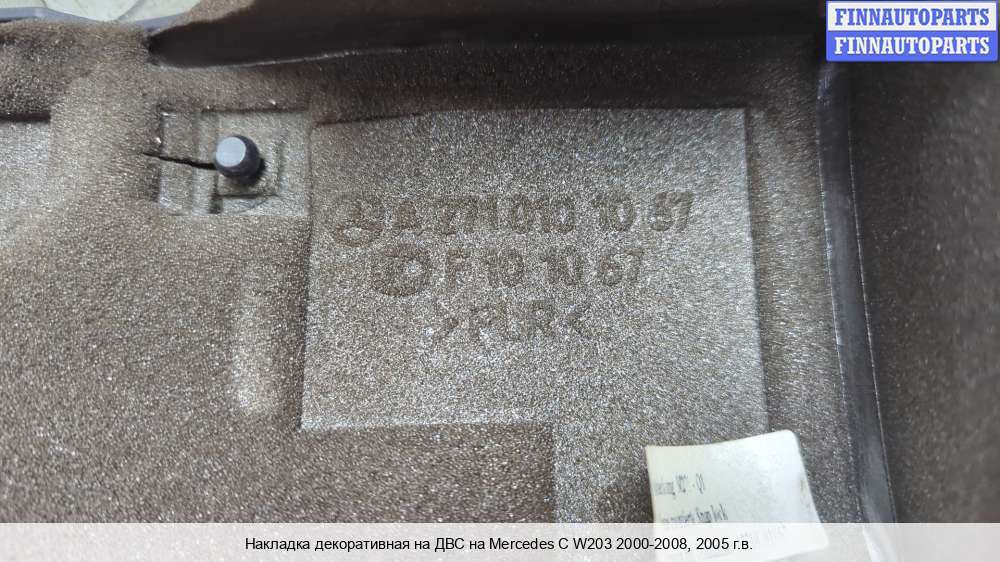 FINNAUTOPARTS
FINNAUTOPARTS
A 271 010 10 67
F 10 10 67
>PUR<
Накладка декоративная на ДВС на Mercedes C W203 2000-2008, 2005 г.в.